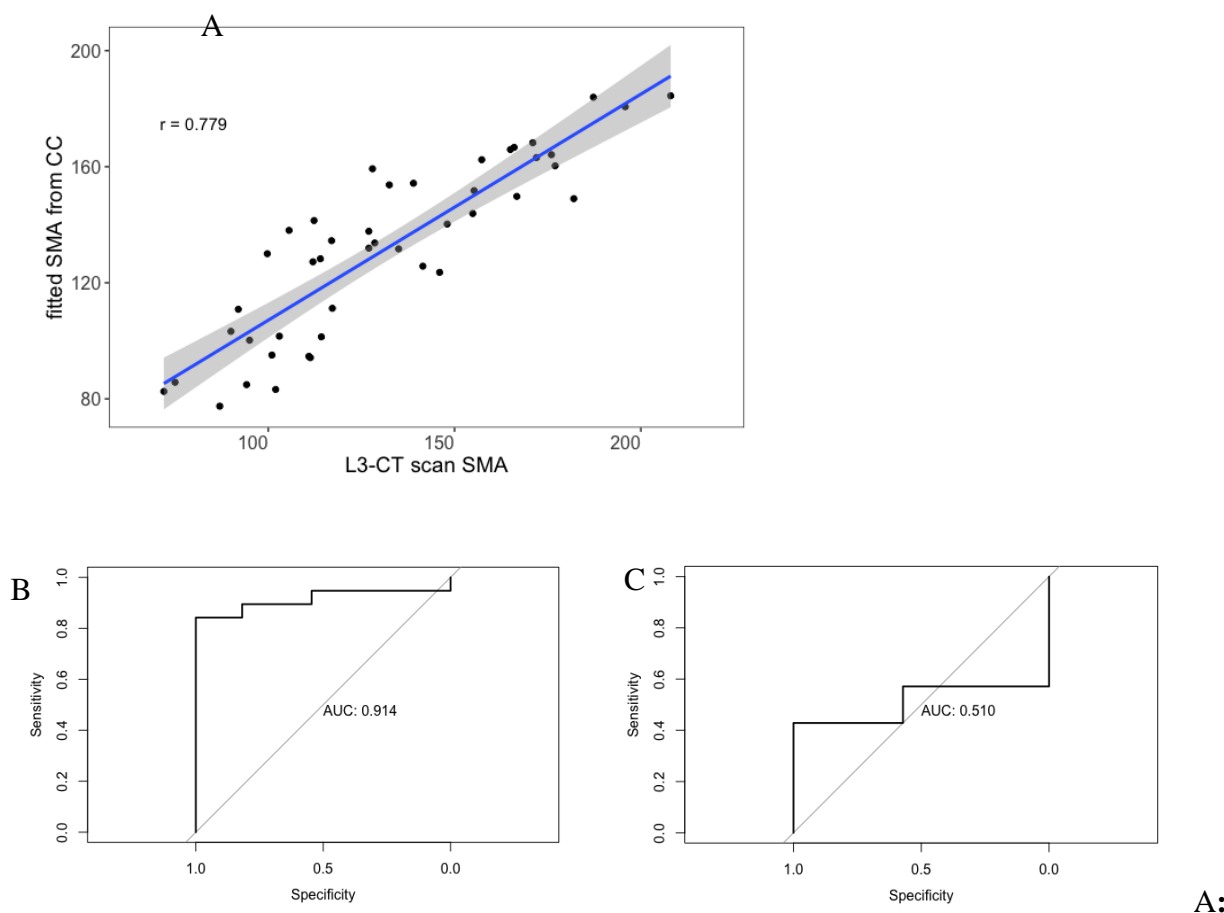 A
200
160
120
80
fitted SMA from CC
r = 0.779
100 150 200
L3-CT scan SMA
B
1.0
0.8
0.6
0.4
0.2
0.0
Sensitivity
AUC: 0.914
1.0 0.5 0.0
Specificity
C
1.0
0.8
0.6
0.4
0.2
0.0
Sensitivity
AUC: 0.510
1.0 0.5 0.0
Specificity
A: